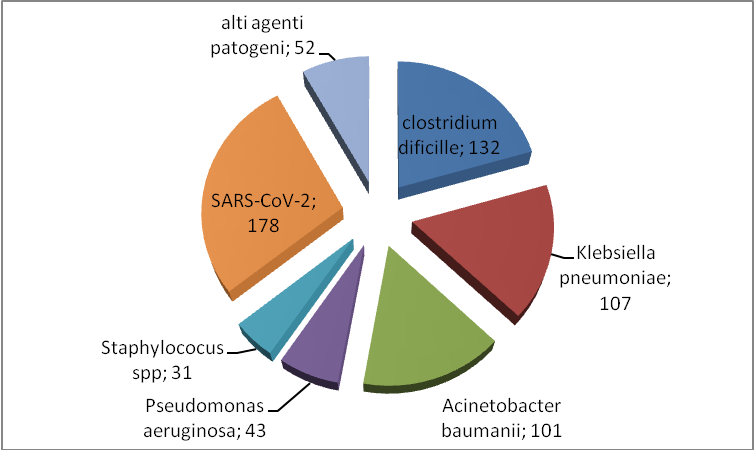 alti agenti
patogeni; 52
clostridium
dificille; 132
SARS-CoV-2;
178
Klebsiella
pneumoniae;
107
Staphylococus
spp; 31
Pseudomonas
aeruginosa; 43
Acinetobacter
baumanii; 101